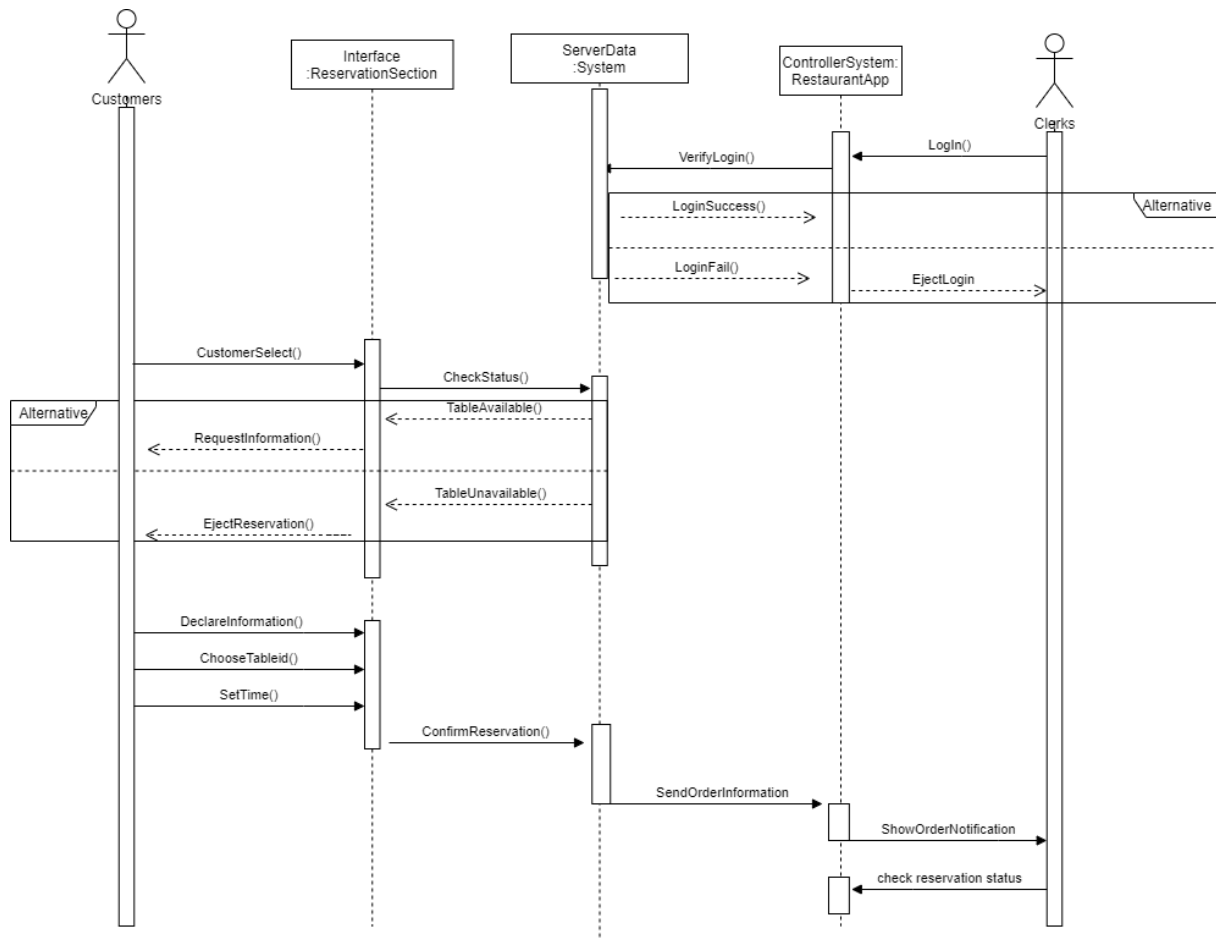 Customers
Interface
:ReservationSection
ServerData
:System
ControllerSystem:
RestaurantApp
Clerks
LogIn()
VerifyLogin()
LoginSuccess()
Alternative
LoginFail()
EjectLogin
CustomerSelect()
CheckStatus()
Alternative
TableAvailable()
RequestInformation()
TableUnavailable()
EjectReservation()
DeclareInformation()
ChooseTableid()
SetTime()
ConfirmReservation()
SendOrderInformation
ShowOrderNotification
check reservation status